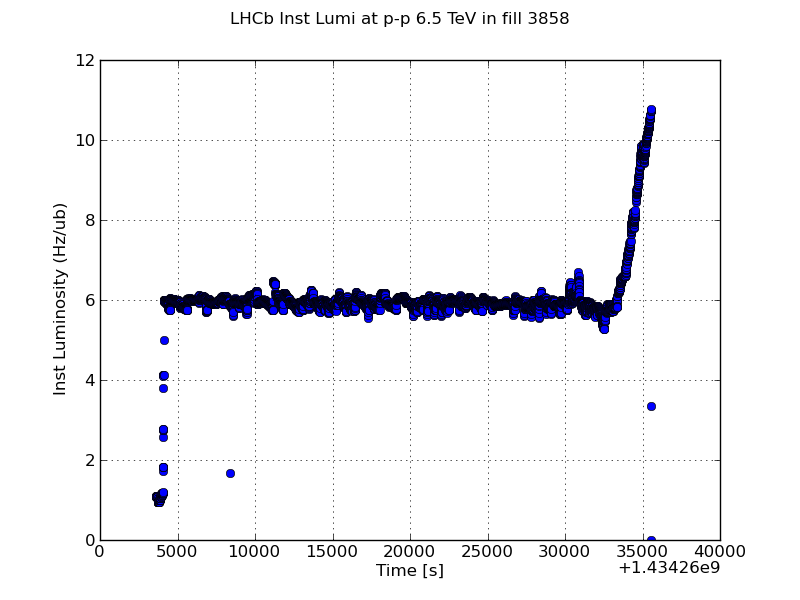 LHCb Inst Lumi at p-p 6.5 TeV in fill 3858
12
10
8
6
4
2
0
Inst Luminosity (Hz/ub)
0 5000 10000 15000 20000 25000 30000 35000 40000
Time [s]
+1.43426e9